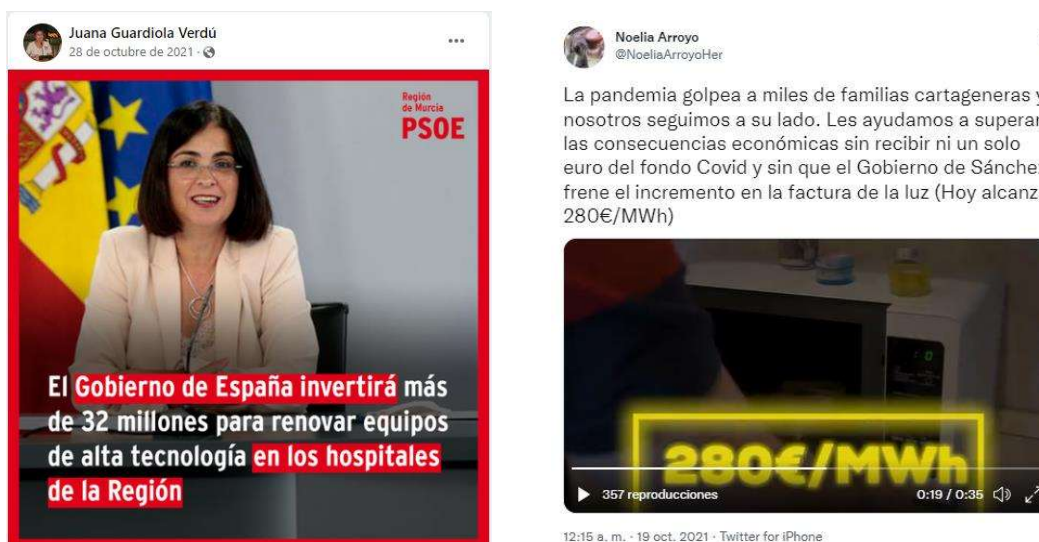 Juana Guardiola Verdú
28 de octubre de 2021
Región
de Murcia
PSOE
El Gobierno de España invertirá más
de 32 millones para renovar equipos
de alta tecnología en los hospitales
de la Región
Noelia Arroyo
@NoeliaArroyoHer
La pandemia golpea a miles de familias cartageneras y
nosotros seguimos a su lado. Les ayudamos a superar
las consecuencias económicas sin recibir ni un solo
euro del fondo Covid y sin que el Gobierno de Sánchez
frene el incremento en la factura de la luz (Hoy alcanz
280€/MWh)
280€/MWh
357 reproducciones
0:19 / 0:35
12:15 a. m. · 19 oct. 2021 · Twitter for iPhone